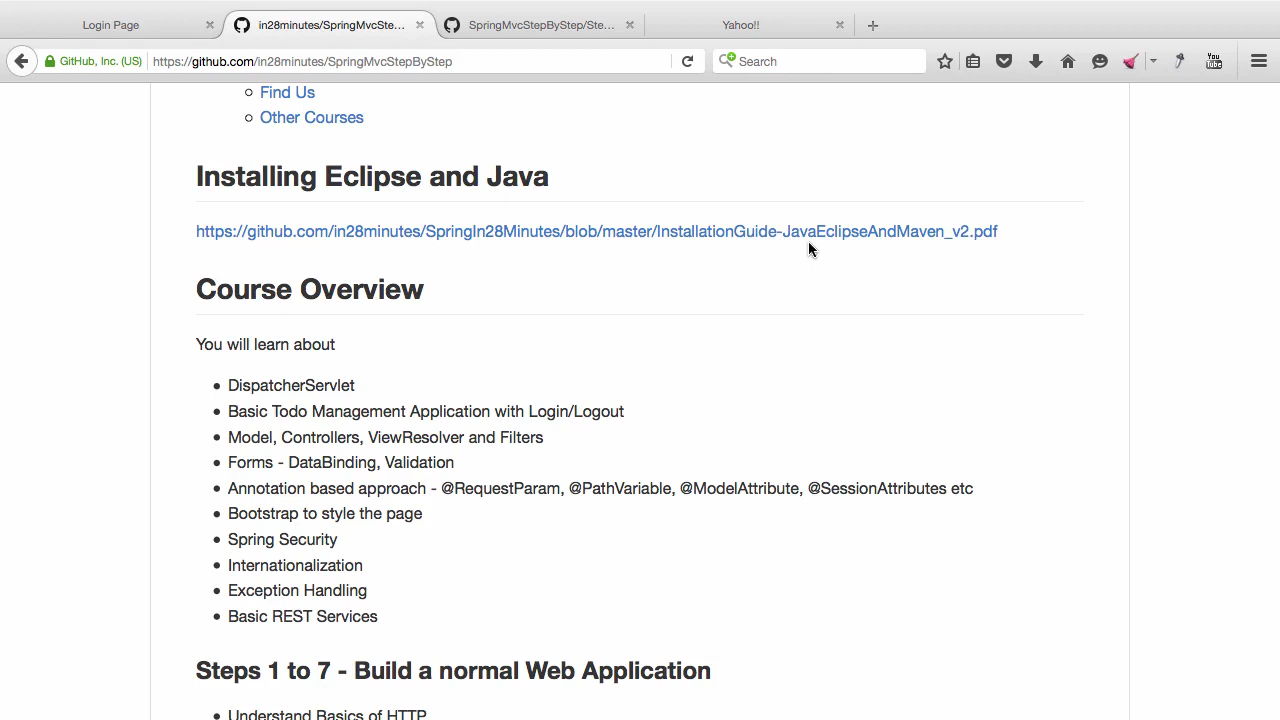 Login Page
in28minutes/SpringMvcSte...
SpringMvcStepByStep/Ste...
Yahoo!!
GitHub, Inc. (US)
https://github.com/in28minutes/SpringMvcStepByStep
Search
You Tube
Find Us
Other Courses
Installing Eclipse and Java
https://github.com/in28minutes/SpringIn28Minutes/blob/master/InstallationGuide-JavaEclipseAndMaven_v2.pdf
Course Overview
You will learn about
DispatcherServlet
Basic Todo Management Application with Login/Logout
Model, Controllers, ViewResolver and Filters
Forms - DataBinding, Validation
Annotation based approach - @RequestParam, @PathVariable, @ModelAttribute, @SessionAttributes etc
Bootstrap to style the page
Spring Security
Internationalization
Exception Handling
Basic REST Services
Steps 1 to 7 - Build a normal Web Application
Understand Basics of HTTP